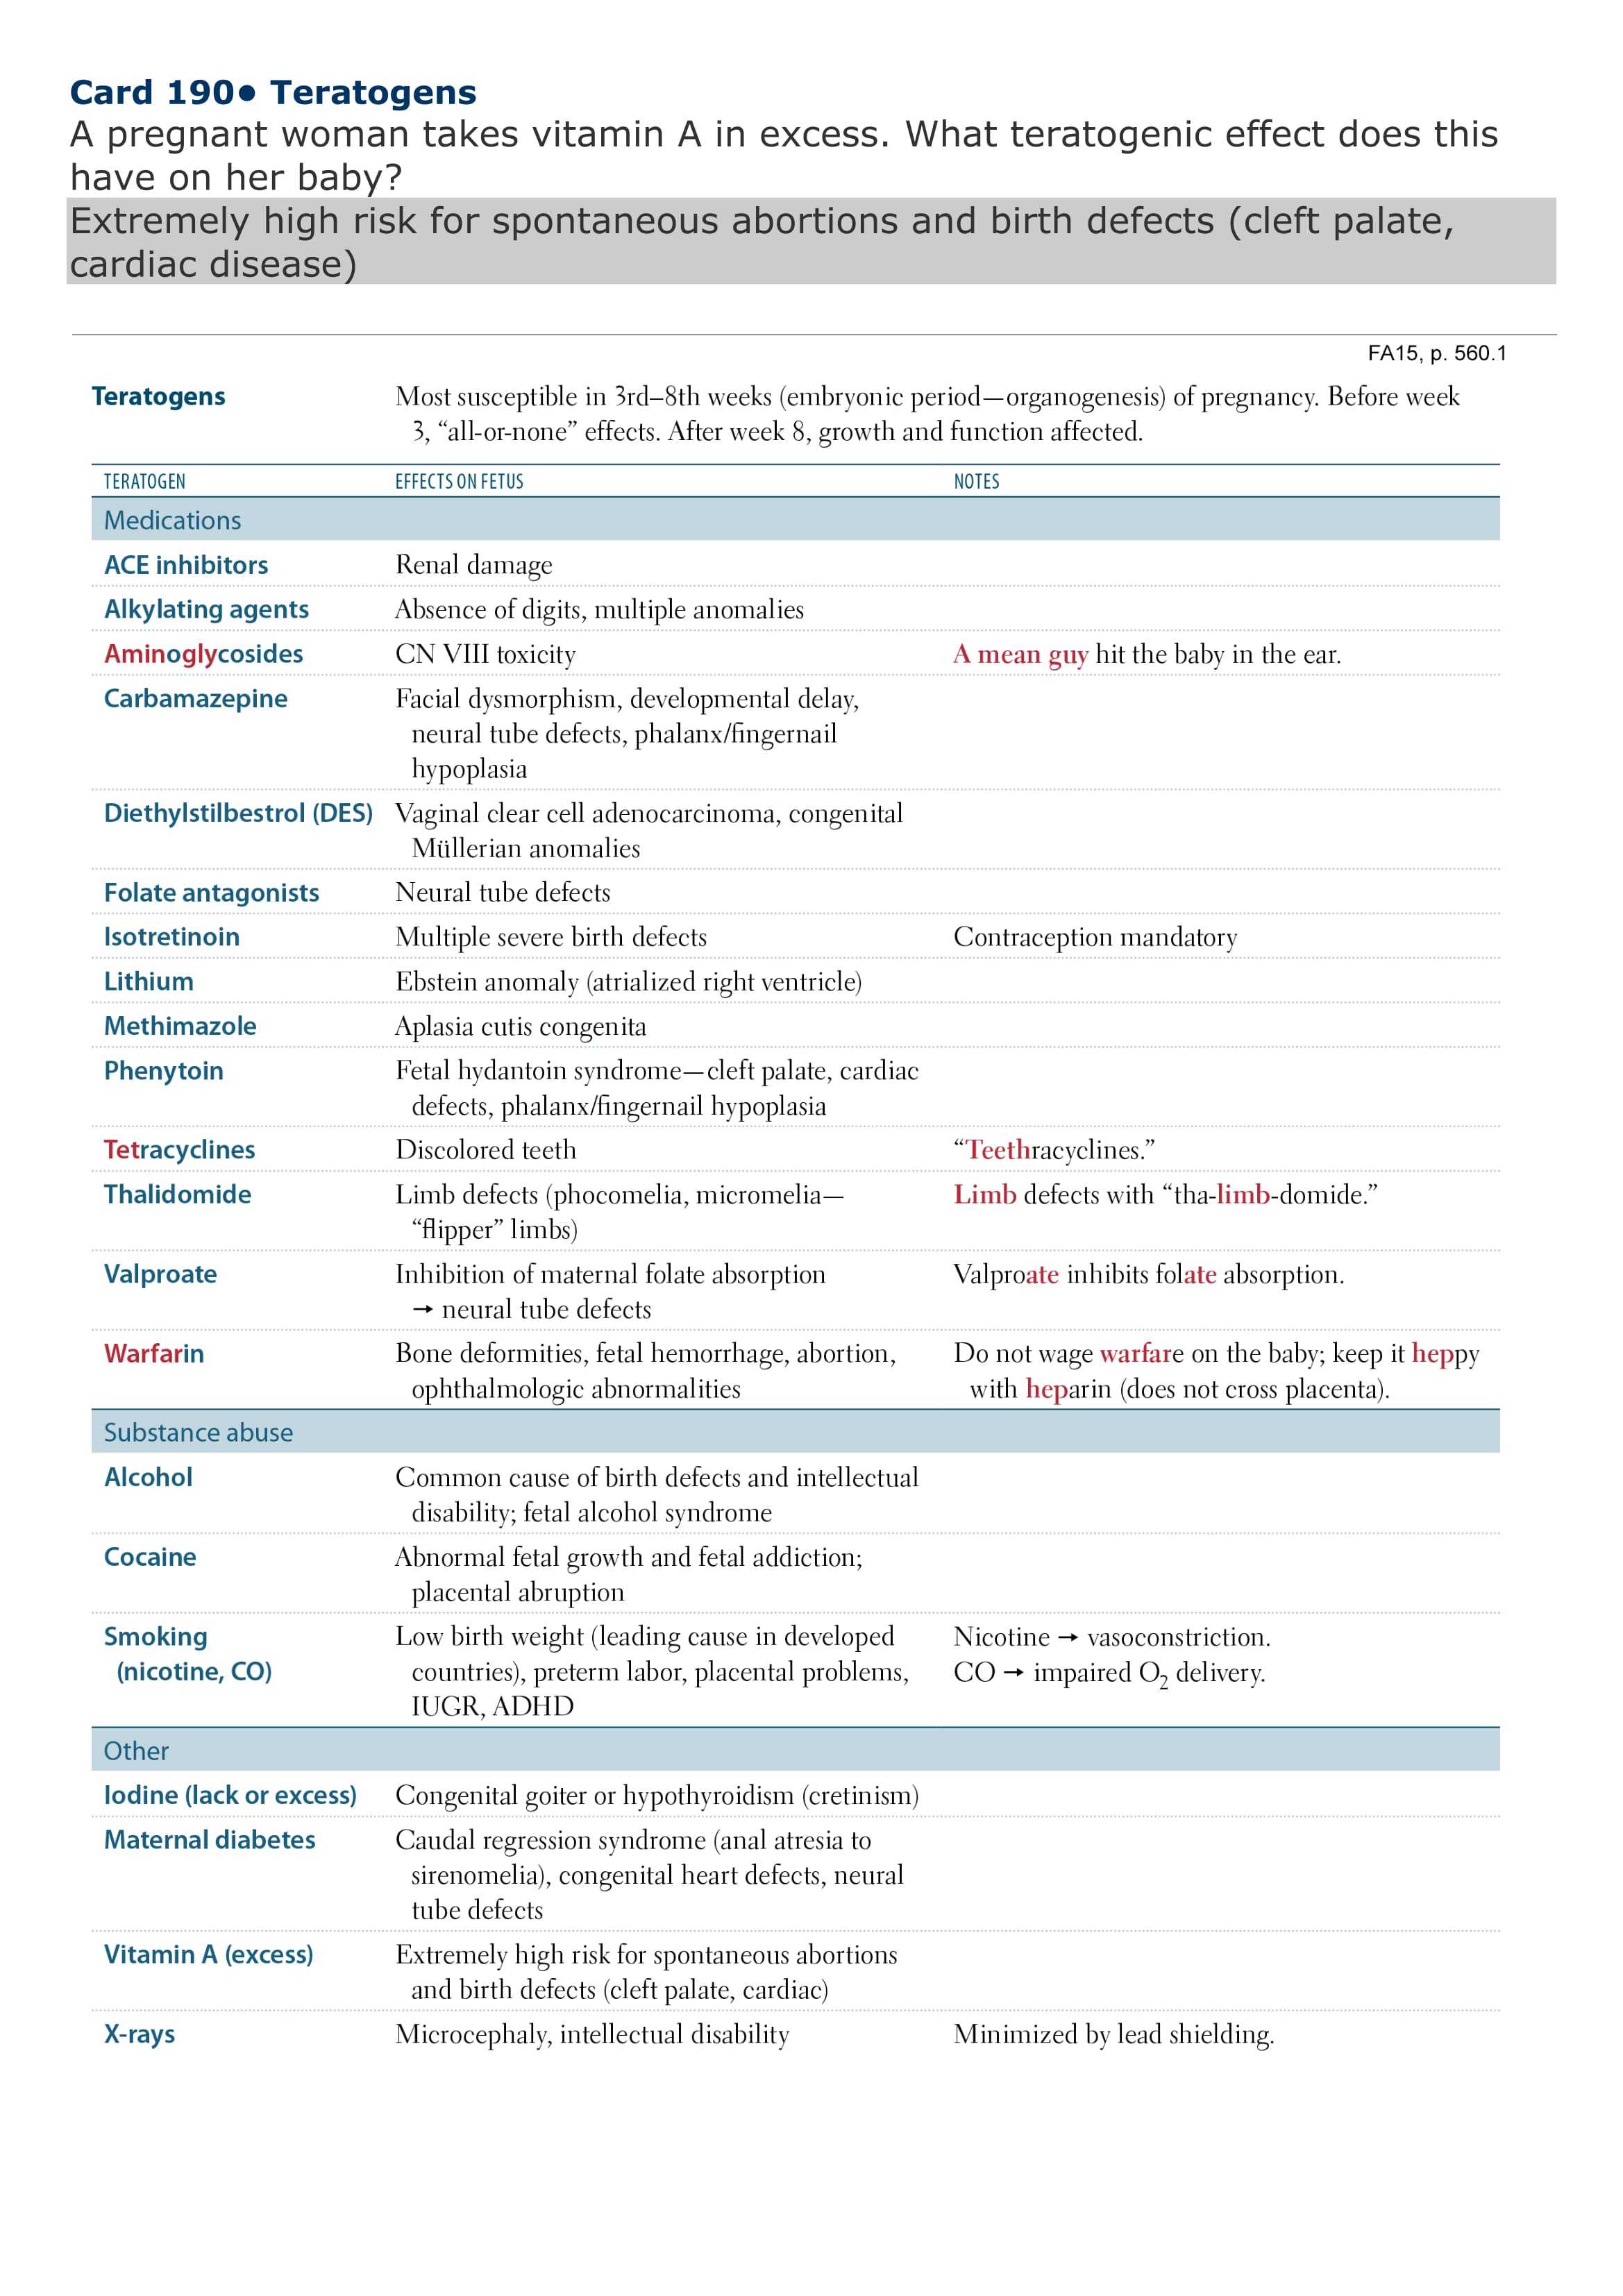 Card 190● Teratogens
A pregnant woman takes vitamin A in excess. What teratogenic effect does this
have on her baby?
Extremely high risk for spontaneous abortions and birth defects (cleft palate,
cardiac disease)
FA15, p. 560.1
Teratogens Most susceptible in 3rd–8th weeks (embryonic period—organogenesis) of pregnancy. Before week
3, “all-or-none” effects. After week 8, growth and function affected.
TERATOGEN EFFECTS ON FETUS NOTES
Medications
ACE inhibitors Renal damage
Alkylating agents Absence of digits, multiple anomalies
Aminoglycosides CN VIII toxicity A mean guy hit the baby in the ear.
Carbamazepine Facial dysmorphism, developmental delay,
neural tube defects, phalanx/fingernail
hypoplasia
Diethylstilbestrol (DES) Vaginal clear cell adenocarcinoma, congenital
Müllerian anomalies
Folate antagonists Neural tube defects
Isotretinoin Multiple severe birth defects Contraception mandatory
Lithium Ebstein anomaly (atrialized right ventricle)
Methimazole Aplasia cutis congenita
Phenytoin Fetal hydantoin syndrome—cleft palate, cardiac
defects, phalanx/fingernail hypoplasia
Tetracyclines Discolored teeth “Teethracyclines.”
Thalidomide Limb defects (phocomelia, micromelia— Limb defects with “tha-limb-domide.”
“flipper” limbs)
Valproate Inhibition of maternal folate absorption Valproate inhibits folate absorption.
→ neural tube defects
Warfarin Bone deformities, fetal hemorrhage, abortion, Do not wage warfare on the baby; keep it heppy
ophthalmologic abnormalities with heparin (does not cross placenta).
Substance abuse
Alcohol Common cause of birth defects and intellectual
disability; fetal alcohol syndrome
Cocaine Abnormal fetal growth and fetal addiction;
placental abruption
Smoking Low birth weight (leading cause in developed Nicotine → vasoconstriction.
(nicotine, CO) countries), preterm labor, placental problems, CO → impaired O₂ delivery.
IUGR, ADHD
Other
Iodine (lack or excess) Congenital goiter or hypothyroidism (cretinism)
Maternal diabetes Caudal regression syndrome (anal atresia to
sirenomelia), congenital heart defects, neural
tube defects
Vitamin A (excess) Extremely high risk for spontaneous abortions
and birth defects (cleft palate, cardiac)
X-rays Microcephaly, intellectual disability Minimized by lead shielding.